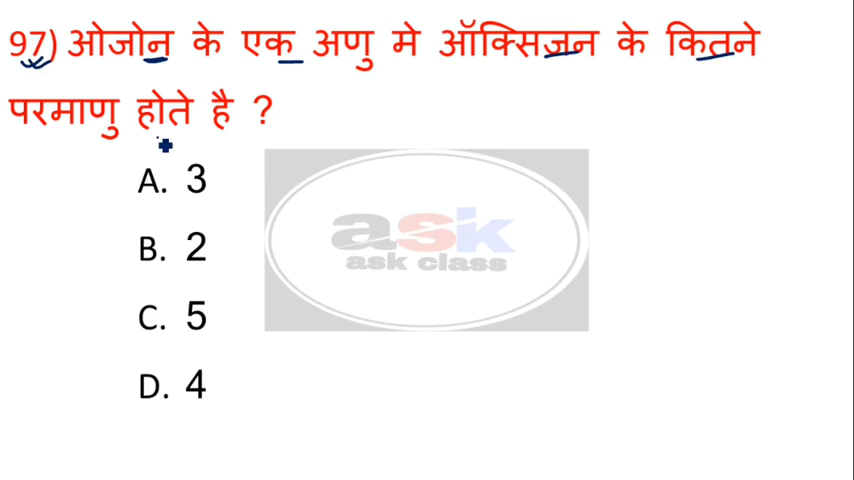 97) ओजोन के एक अणु मे ऑक्सिजन के कितने
परमाणु होते है ?
A. 3
B. 2
C. 5
D. 4
ask
ask class